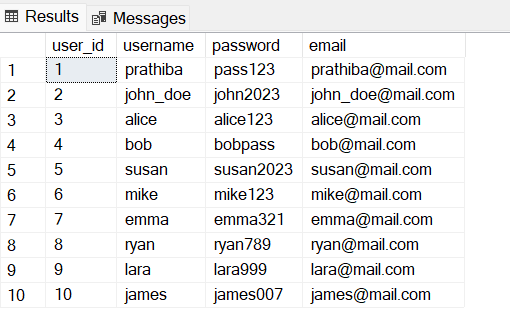 Results Messages
user_id username password email
1 1 prathiba pass123 prathiba@mail.com
2 2 john_doe john2023 john_doe@mail.com
3 3 alice alice123 alice@mail.com
4 4 bob bobpass bob@mail.com
5 5 susan susan2023 susan@mail.com
6 6 mike mike123 mike@mail.com
7 7 emma emma321 emma@mail.com
8 8 ryan ryan789 ryan@mail.com
9 9 lara lara999 lara@mail.com
10 10 james james007 james@mail.com